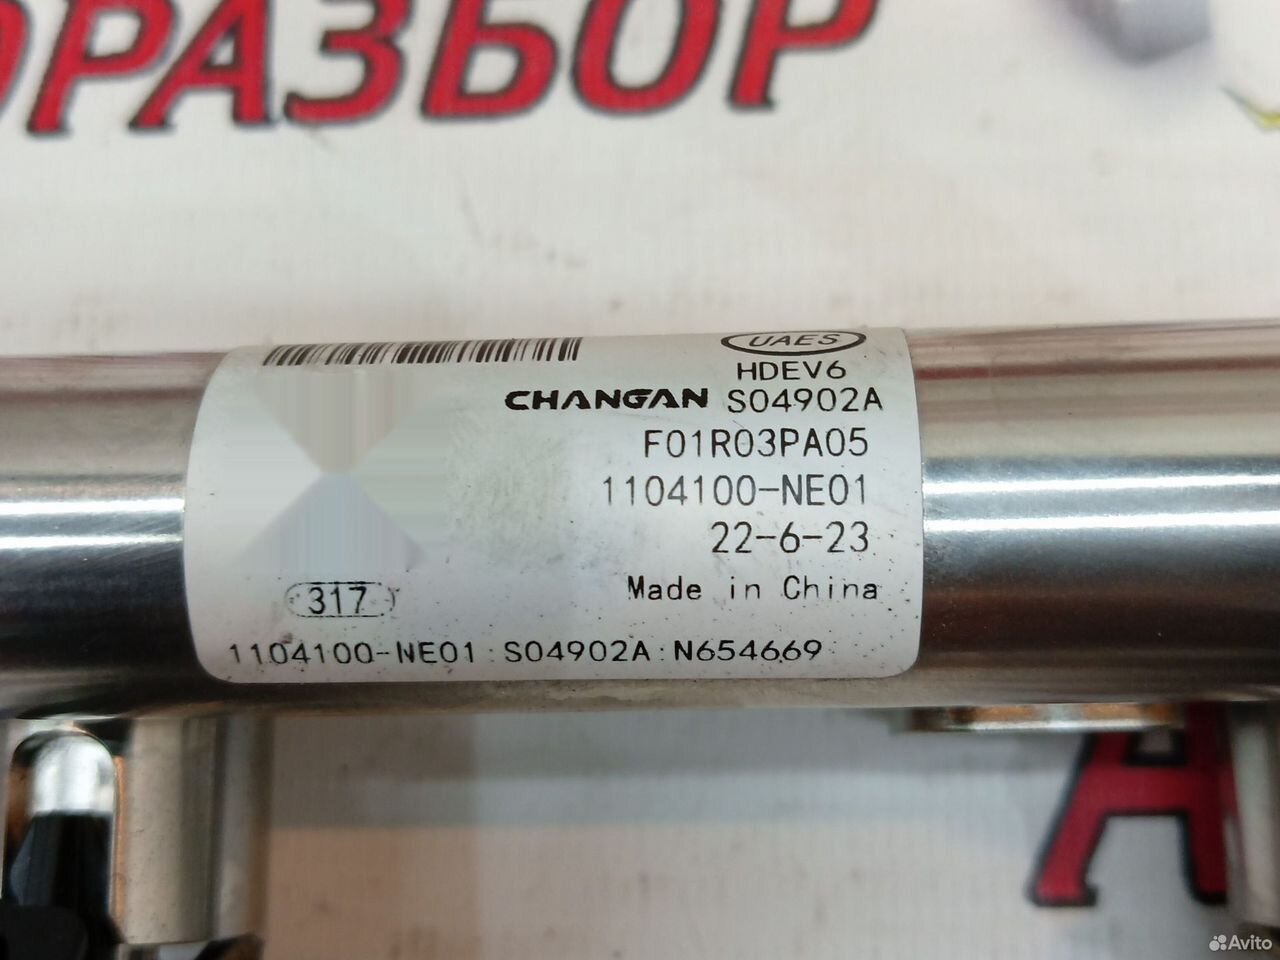 ОРАЗБОР
UAES
HDEV6
CHANGAN S04902A
F01R03PA05
1104100-NE01
22-6-23
Made in China
317
1104100-NE01:S04902A:N654669
А
Avito